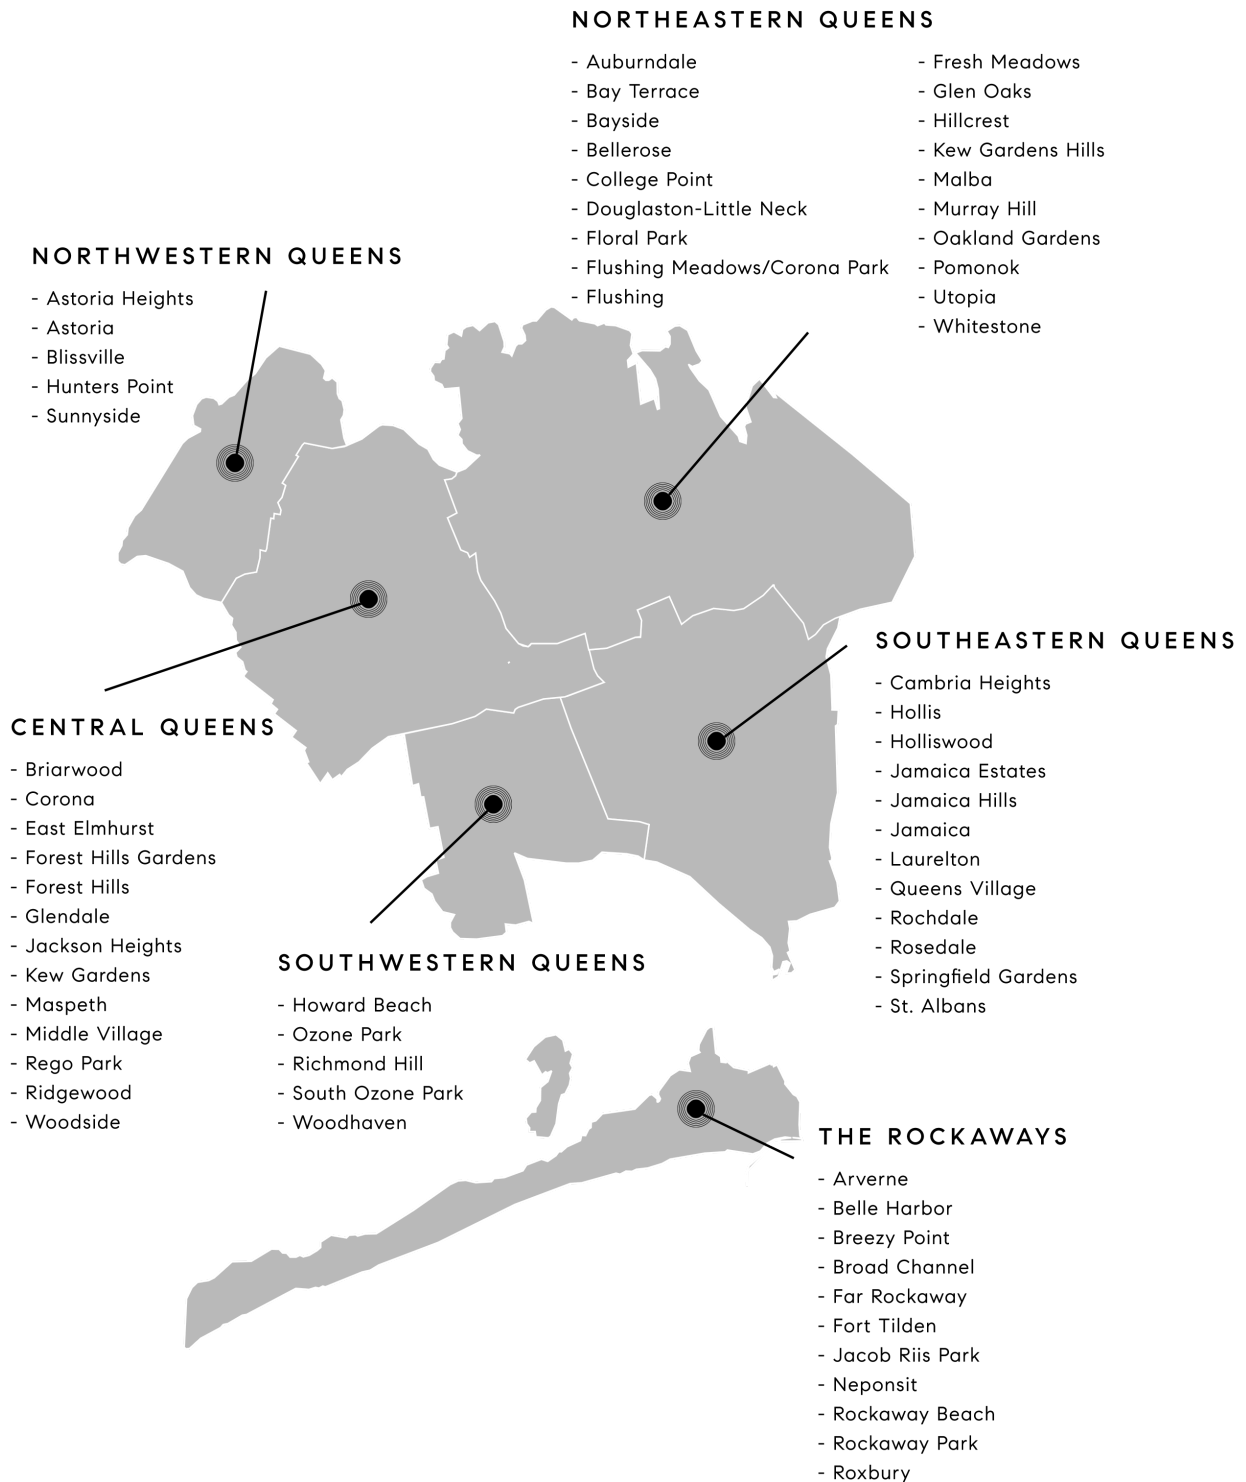 NORTHEASTERN QUEENS
- Auburndale
- Bay Terrace
- Bayside
- Bellerose
- College Point
- Douglaston-Little Neck
- Floral Park
- Flushing Meadows/Corona Park
- Flushing
- Fresh Meadows
- Glen Oaks
- Hillcrest
- Kew Gardens Hills
- Malba
- Murray Hill
- Oakland Gardens
- Pomonok
- Utopia
- Whitestone
NORTHWESTERN QUEENS
- Astoria Heights
- Astoria
- Blissville
- Hunters Point
- Sunnyside
SOUTHEASTERN QUEENS
- Cambria Heights
- Hollis
- Holliswood
- Jamaica Estates
- Jamaica Hills
- Jamaica
- Laurelton
- Queens Village
- Rochdale
- Rosedale
- Springfield Gardens
- St. Albans
CENTRAL QUEENS
- Briarwood
- Corona
- East Elmhurst
- Forest Hills Gardens
- Forest Hills
- Glendale
- Jackson Heights
- Kew Gardens
- Maspeth
- Middle Village
- Rego Park
- Ridgewood
- Woodside
SOUTHWESTERN QUEENS
- Howard Beach
- Ozone Park
- Richmond Hill
- South Ozone Park
- Woodhaven
THE ROCKAWAYS
- Arverne
- Belle Harbor
- Breezy Point
- Broad Channel
- Far Rockaway
- Fort Tilden
- Jacob Riis Park
- Neponsit
- Rockaway Beach
- Rockaway Park
- Roxbury